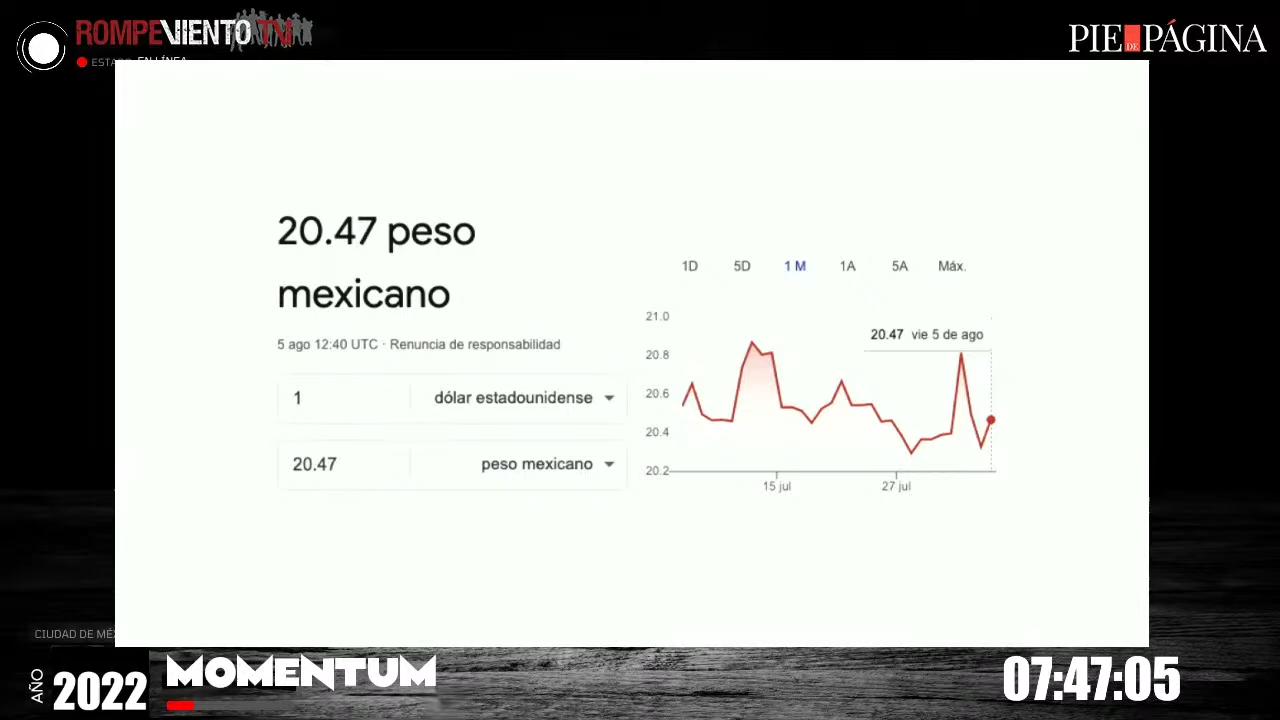 ROMPEVIENTO TV
PIE DE PÁGINA
20.47 peso
mexicano
5 ago 12:40 UTC · Renuncia de responsabilidad
1 dólar estadounidense
20.47 peso mexicano
1D 5D 1 M 1A 5A Máx.
21.0
20.47 vie 5 de ago
20.8
20.6
20.4
20.2
15 jul 27 jul
CIUDAD DE MÉ
AÑO 2022
MOMENTUM
07:47:05